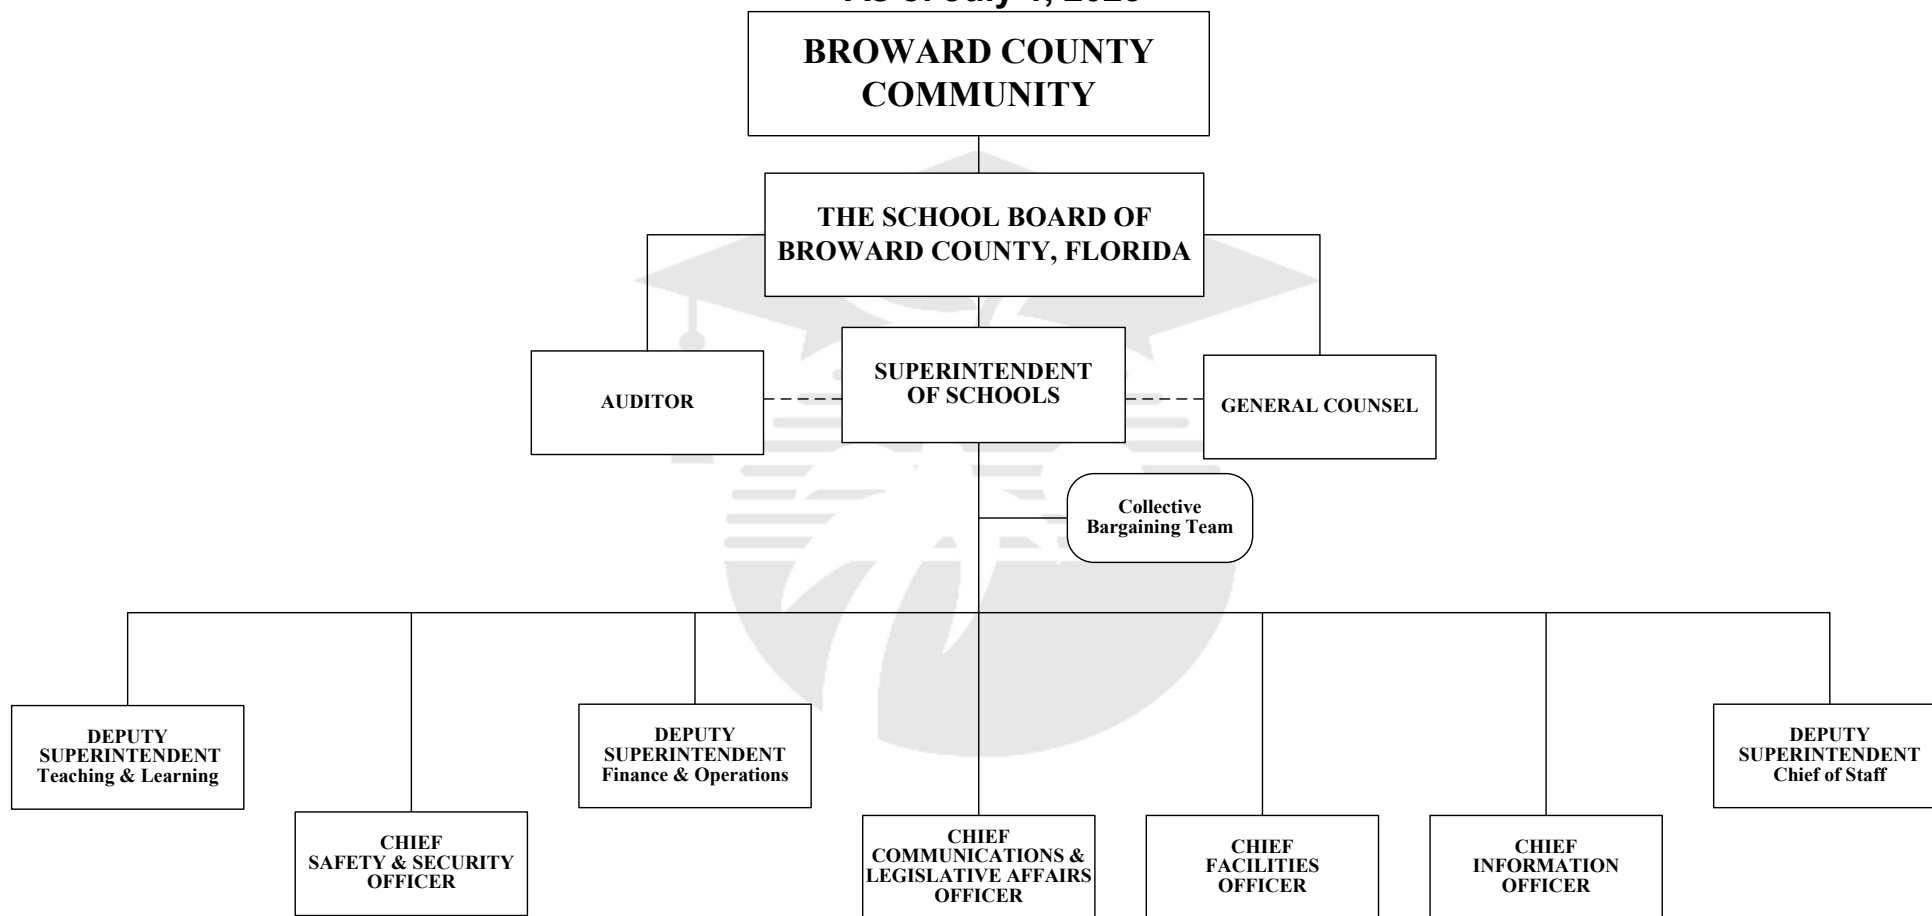 BROWARD COUNTY
COMMUNITY
THE SCHOOL BOARD OF
BROWARD COUNTY, FLORIDA
AUDITOR
SUPERINTENDENT
OF SCHOOLS
GENERAL COUNSEL
Collective
Bargaining Team
DEPUTY
SUPERINTENDENT
Teaching & Learning
CHIEF
SAFETY & SECURITY
OFFICER
DEPUTY
SUPERINTENDENT
Finance & Operations
CHIEF
COMMUNICATIONS &
LEGISLATIVE AFFAIRS
OFFICER
CHIEF
FACILITIES
OFFICER
CHIEF
INFORMATION
OFFICER
DEPUTY
SUPERINTENDENT
Chief of Staff